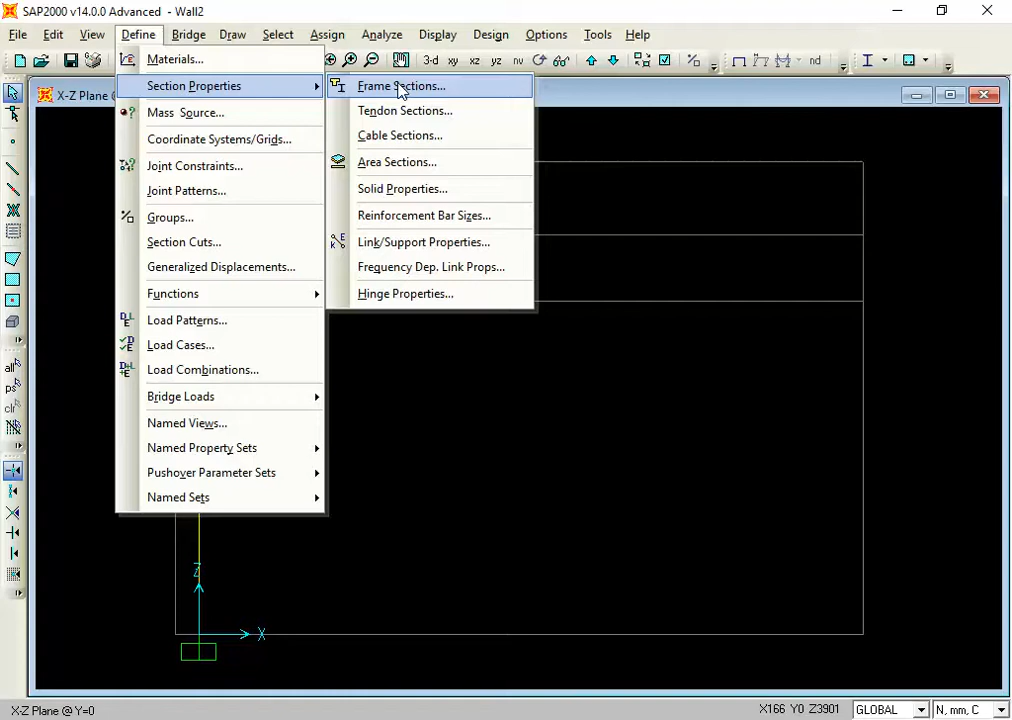 SAP2000 v14.0.0 Advanced - Wall2
File Edit View Define Bridge Draw Select Assign Analyze Display Design Options Tools Help
3-d xy xz yz nv nd
X-Z Plane @
Materials...
Section Properties
Mass Source...
Coordinate Systems/Grids...
Joint Constraints...
Joint Patterns...
Groups...
Section Cuts...
Generalized Displacements...
Functions
Load Patterns...
Load Cases...
Load Combinations...
Bridge Loads
Named Views...
Named Property Sets
Pushover Parameter Sets
Named Sets
Frame Sections...
Tendon Sections...
Cable Sections...
Area Sections...
Solid Properties...
Reinforcement Bar Sizes...
Link/Support Properties...
Frequency Dep. Link Props...
Hinge Properties...
all
ps
clr
Z
X
X-Z Plane @ Y=0
X166 Y0 Z3901
GLOBAL
N, mm, C